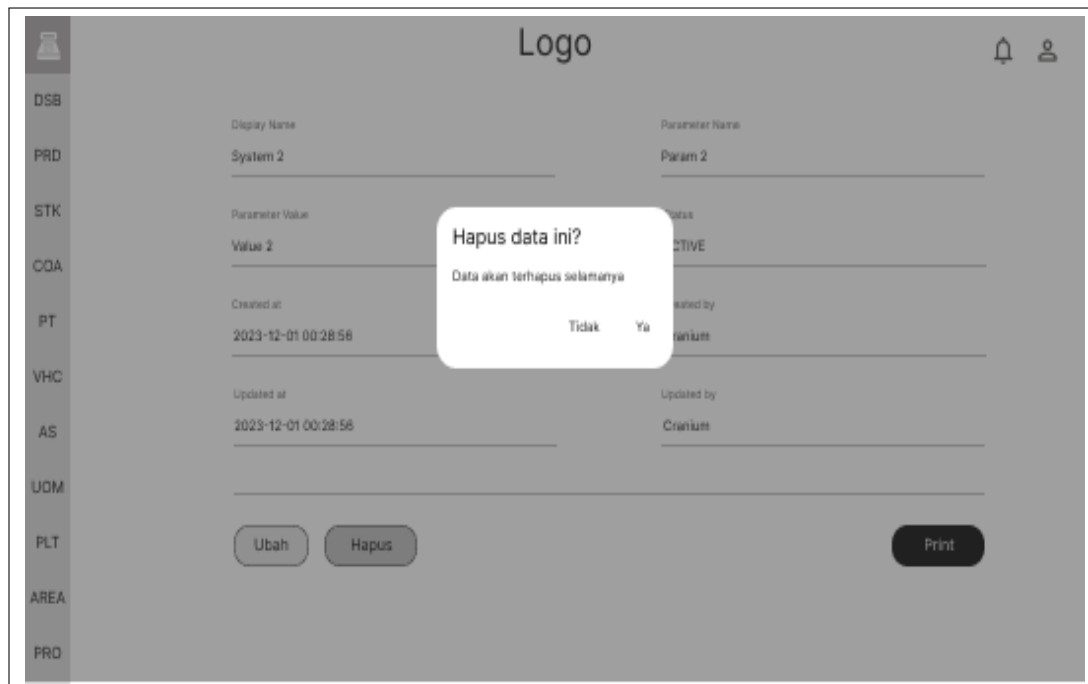 Logo
DSB
PRD
STK
COA
PT
VHC
AS
UOM
PLT
AREA
PRO
Display Name
Parameter Name
System 2
Param 2
Parameter Value
Value 2
CTIVE
Hapus data ini?
Data akan terhapus selamanya
Tidak Ya
Created at
2023-12-01 00:28:56
Updated at
Updated by
2023-12-01 00:28:56
Cranium
Ubah
Hapus
Print